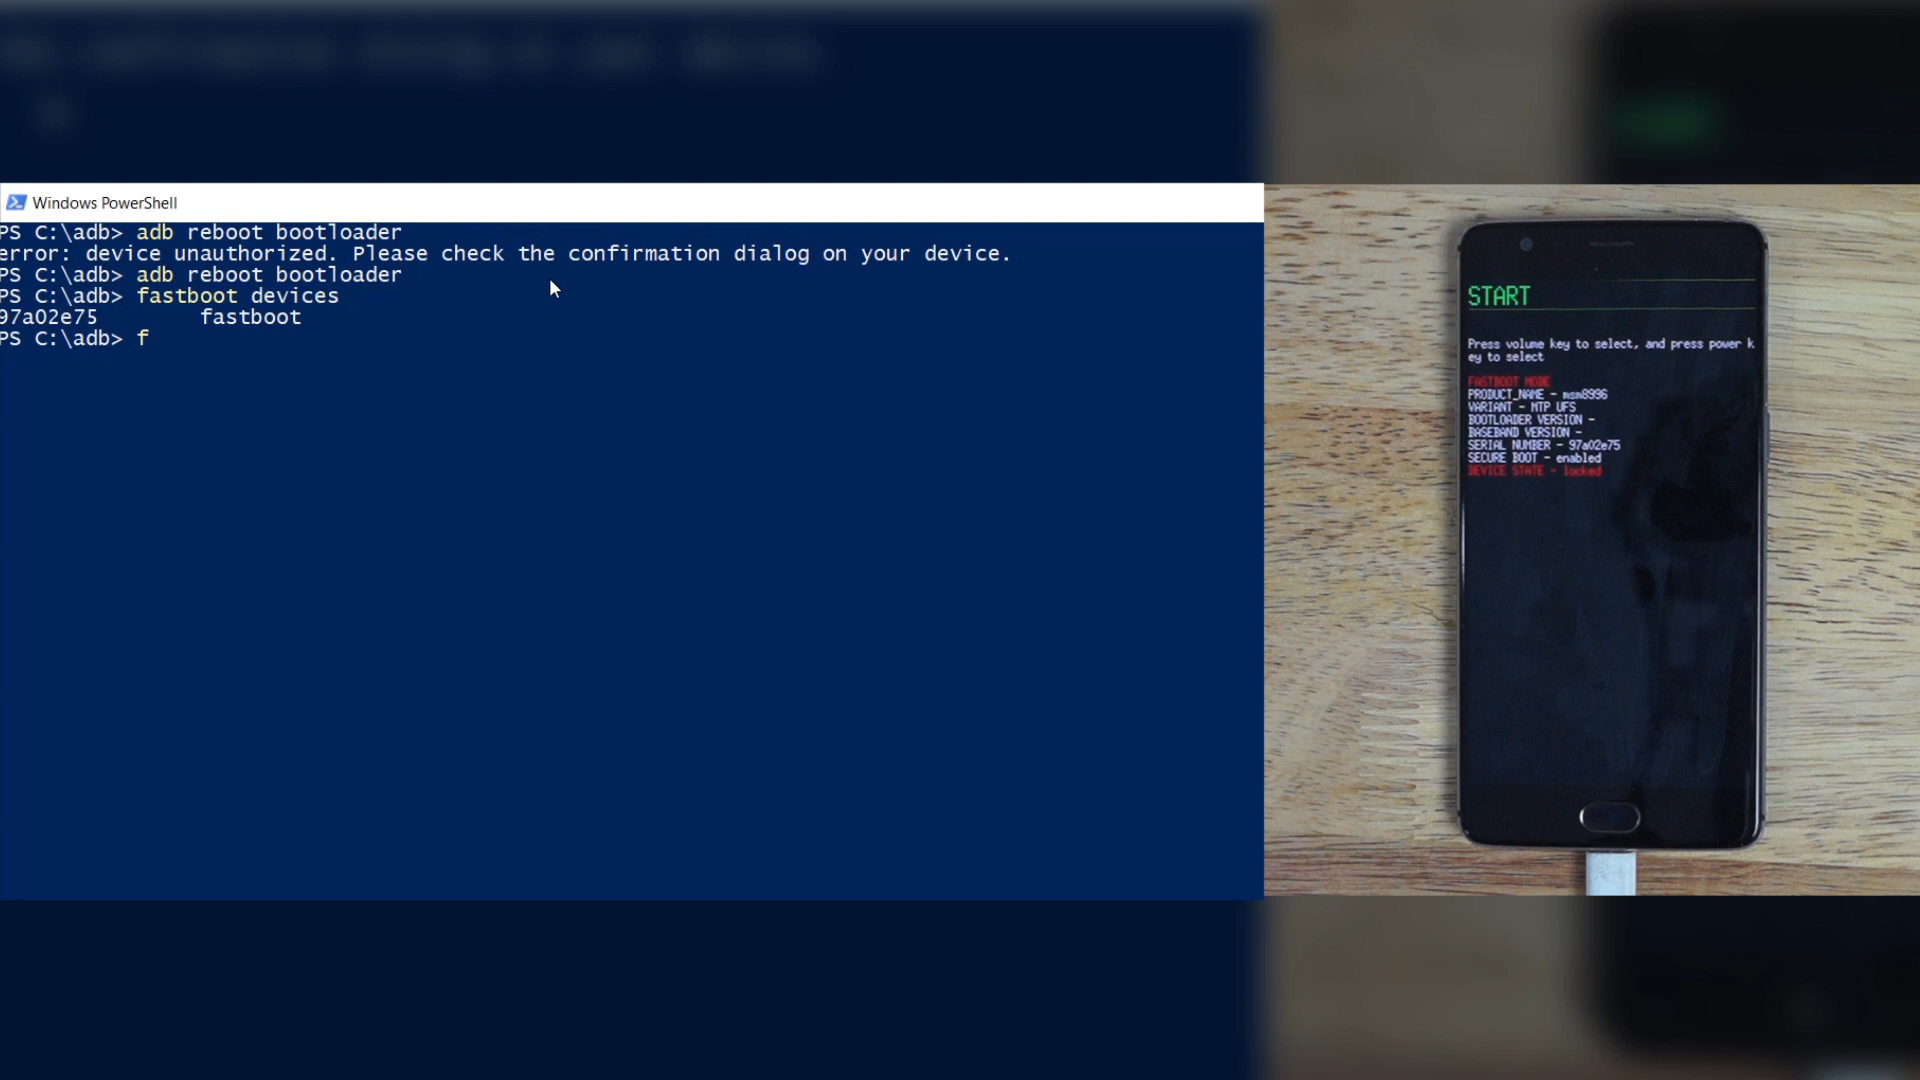 Windows PowerShell
PS C:\adb> adb reboot bootloader
error: device unauthorized. Please check the confirmation dialog on your device.
PS C:\adb> adb reboot bootloader
PS C:\adb> fastboot devices
97a02e75 fastboot
PS C:\adb> f
START
Press volume key to select, and press power k
ey to select
FASTBOOT MODE
PRODUCT_NAME - msm8996
VARIANT - MTP UFS
BOOTLOADER VERSION -
BASEBAND VERSION -
SERIAL NUMBER - 97a02e75
SECURE BOOT - enabled
DEVICE STATE - locked